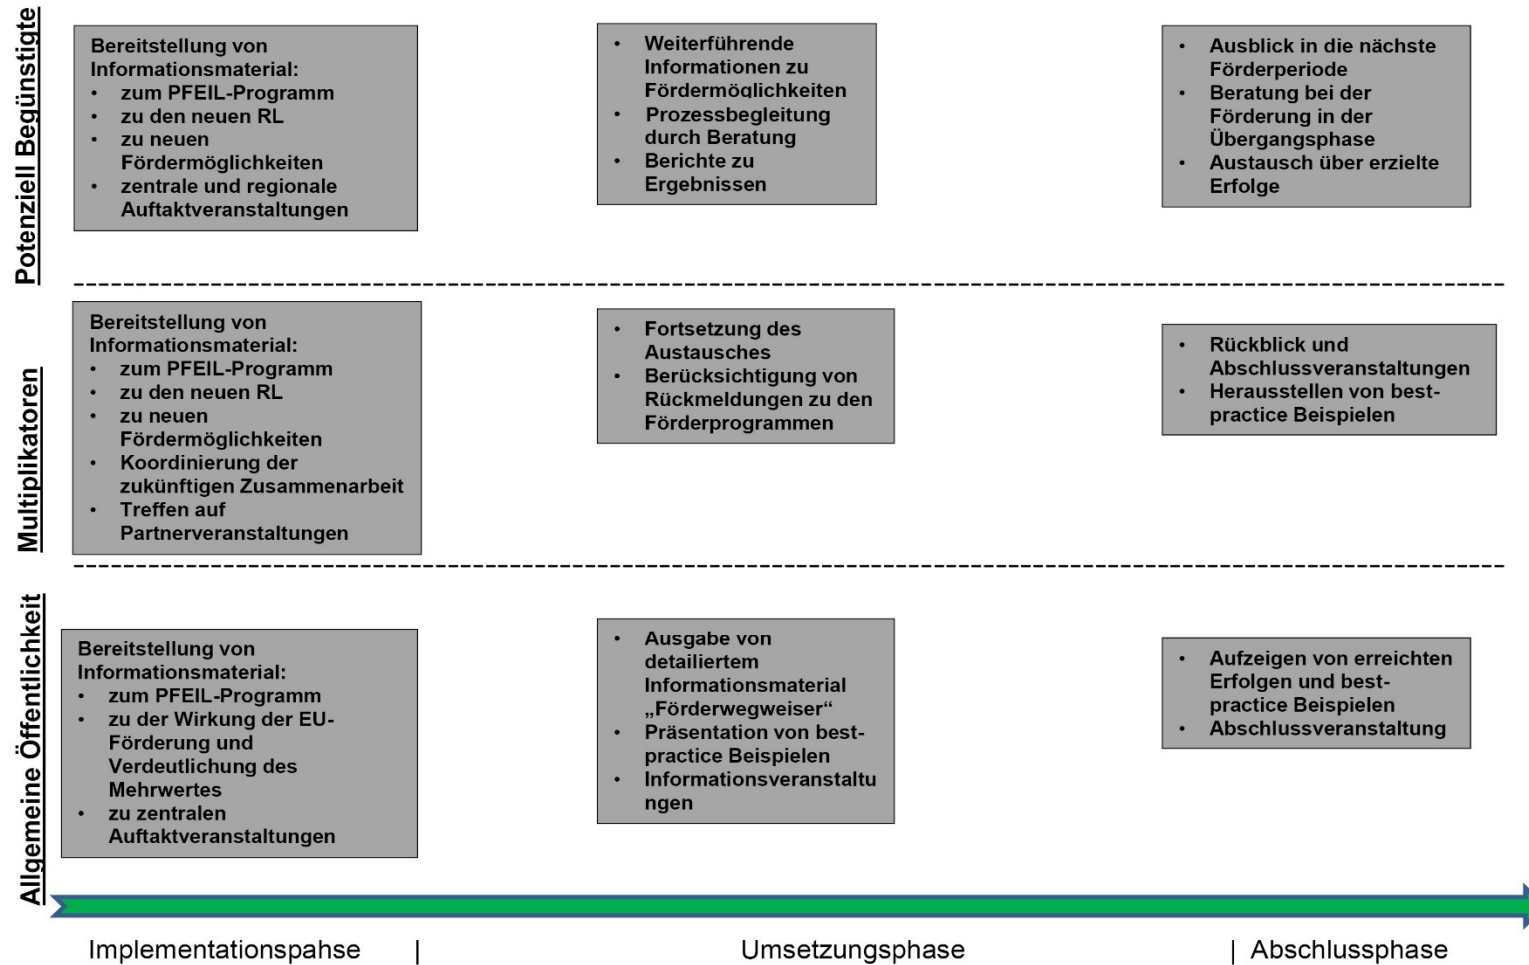 Potenziell Begünstigte
Bereitstellung von
Informationsmaterial:
• zum PFEIL-Programm
• zu den neuen RL
• zu neuen
Fördermöglichkeiten
• zentrale und regionale
Auftaktveranstaltungen
• Weiterführende
Informationen zu
Fördermöglichkeiten
• Prozessbegleitung
durch Beratung
• Berichte zu
Ergebnissen
• Ausblick in die nächste
Förderperiode
• Beratung bei der
Förderung in der
Übergangsphase
• Austausch über erzielte
Erfolge
Multiplikatoren
Bereitstellung von
Informationsmaterial:
• zum PFEIL-Programm
• zu den neuen RL
• zu neuen
Fördermöglichkeiten
• Koordinierung der
zukünftigen Zusammenarbeit
• Treffen auf
Partnerveranstaltungen
• Fortsetzung des
Austausches
• Berücksichtigung von
Rückmeldungen zu den
Förderprogrammen
• Rückblick und
Abschlussveranstaltungen
• Herausstellen von best-
practice Beispielen
Allgemeine Öffentlichkeit
Bereitstellung von
Informationsmaterial:
• zum PFEIL-Programm
• zu der Wirkung der EU-
Förderung und
Verdeutlichung des
Mehrwertes
• zu zentralen
Auftaktveranstaltungen
• Ausgabe von
detailiertem
Informationsmaterial
„Förderwegweiser“
• Präsentation von best-
practice Beispielen
• Informationsveranstaltu
ngen
• Aufzeigen von erreichten
Erfolgen und best-
practice Beispielen
• Abschlussveranstaltung
Implementationspahse | Umsetzungsphase | Abschlussphase